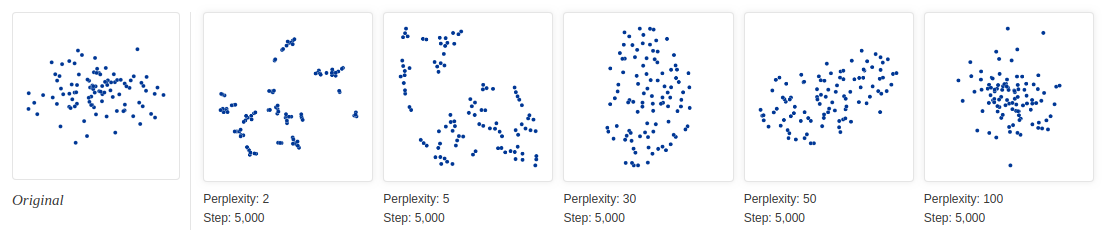 Original
Perplexity: 2
Step: 5,000
Perplexity: 5
Step: 5,000
Perplexity: 30
Step: 5,000
Perplexity: 50
Step: 5,000
Perplexity: 100
Step: 5,000